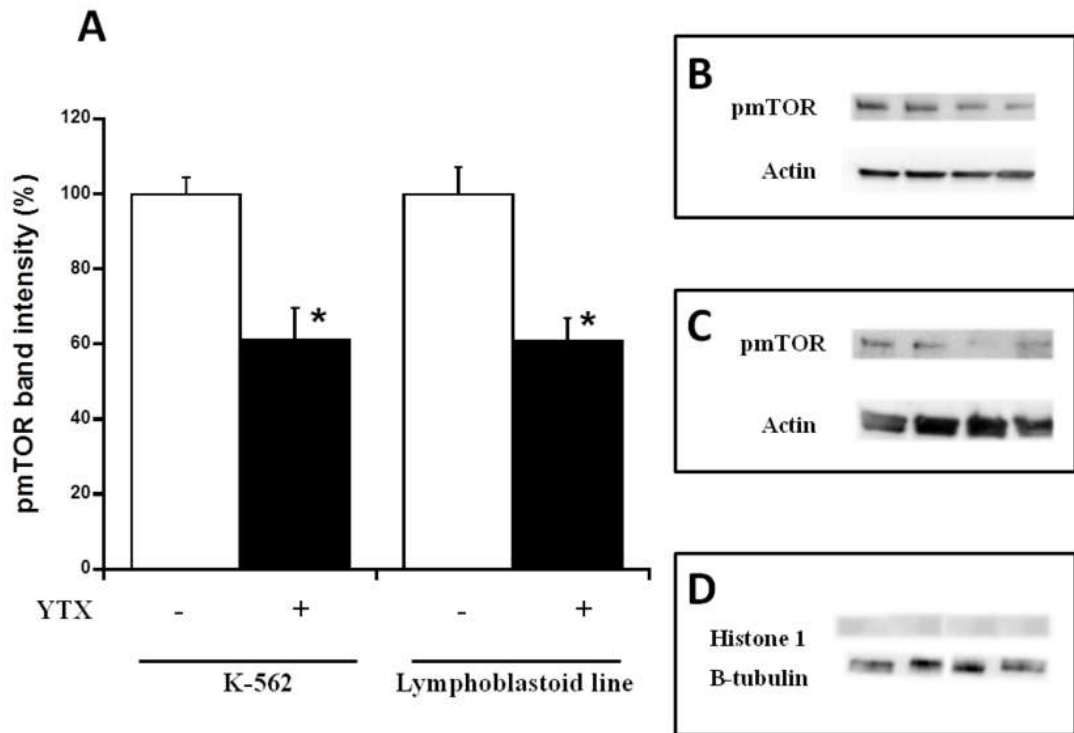 A
pmTOR band intensity (%)
120
100
80
60
40
20
0
*
*
YTX - + - +
K-562 Lymphoblastoid line
B
pmTOR
Actin
C
pmTOR
Actin
D
Histone 1
B-tubulin